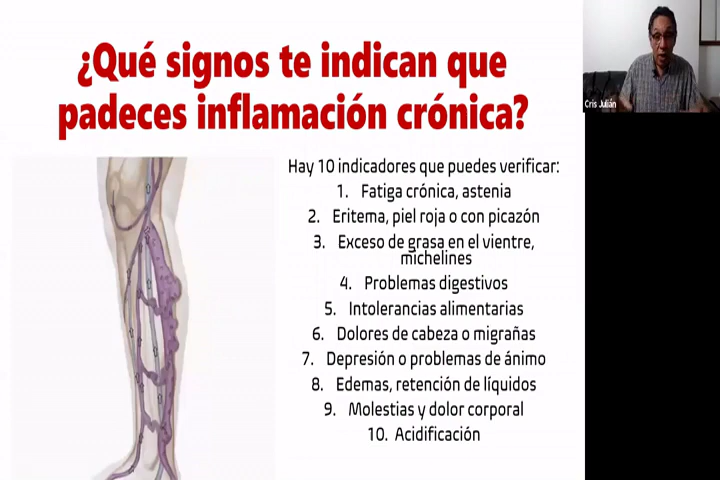 ¿Qué signos te indican que
padeces inflamación crónica?
Hay 10 indicadores que puedes verificar:
1. Fatiga crónica, astenia
2. Eritema, piel roja o con picazón
3. Exceso de grasa en el vientre,
michelines
4. Problemas digestivos
5. Intolerancias alimentarias
6. Dolores de cabeza o migrañas
7. Depresión o problemas de ánimo
8. Edemas, retención de líquidos
9. Molestias y dolor corporal
10. Acidificación
Cris Julián